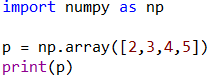 import numpy as np
p = np.array([2,3,4,5])
print(p)